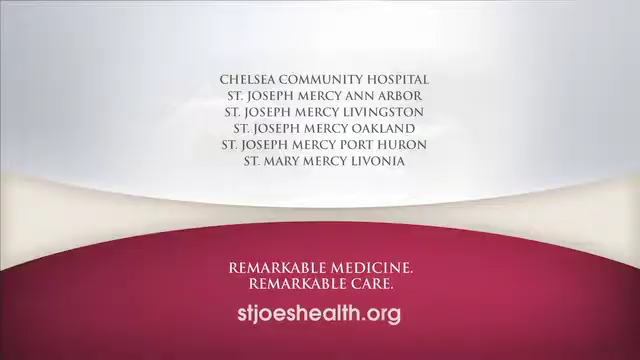 CHELSEA COMMUNITY HOSPITAL
ST. JOSEPH MERCY ANN ARBOR
ST. JOSEPH MERCY LIVINGSTON
ST. JOSEPH MERCY OAKLAND
ST. JOSEPH MERCY PORT HURON
ST. MARY MERCY LIVONIA
REMARKABLE MEDICINE.
REMARKABLE CARE.
stjoeshealth.org